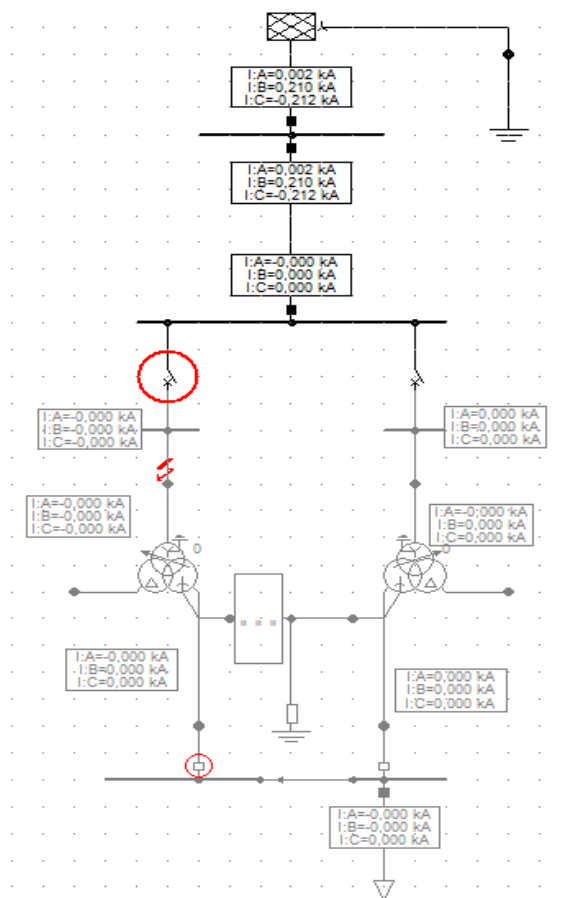 I:A=0,002 kA
I:B=0,210 kA
I:C=-0,212 kA
I:A=0,002 kA
I:B=0,210 kA
I:C=-0,212 kA
I:A=-0,000 kA
I:B=0,000 kA
I:C=0,000 kA
I:A=-0,000 kA
I:B=-0,000 kA
I:C=-0,000 kA
I:A=0,000 kA
I:B=0,000 kA
I:C=0,000 kA
I:A=-0,000 kA
I:B=-0,000 kA
I:C=-0,000 kA
I:A=-0,000 kA
I:B=0,000 kA
I:C=0,000 kA
0
0
I:A=-0,000 kA
I:B=0,000 kA
I:C=0,000 kA
I:A=0,000 kA
I:B=0,000 kA
I:C=0,000 kA
I:A=-0,000 kA
I:B=-0,000 kA
I:C=0,000 kA